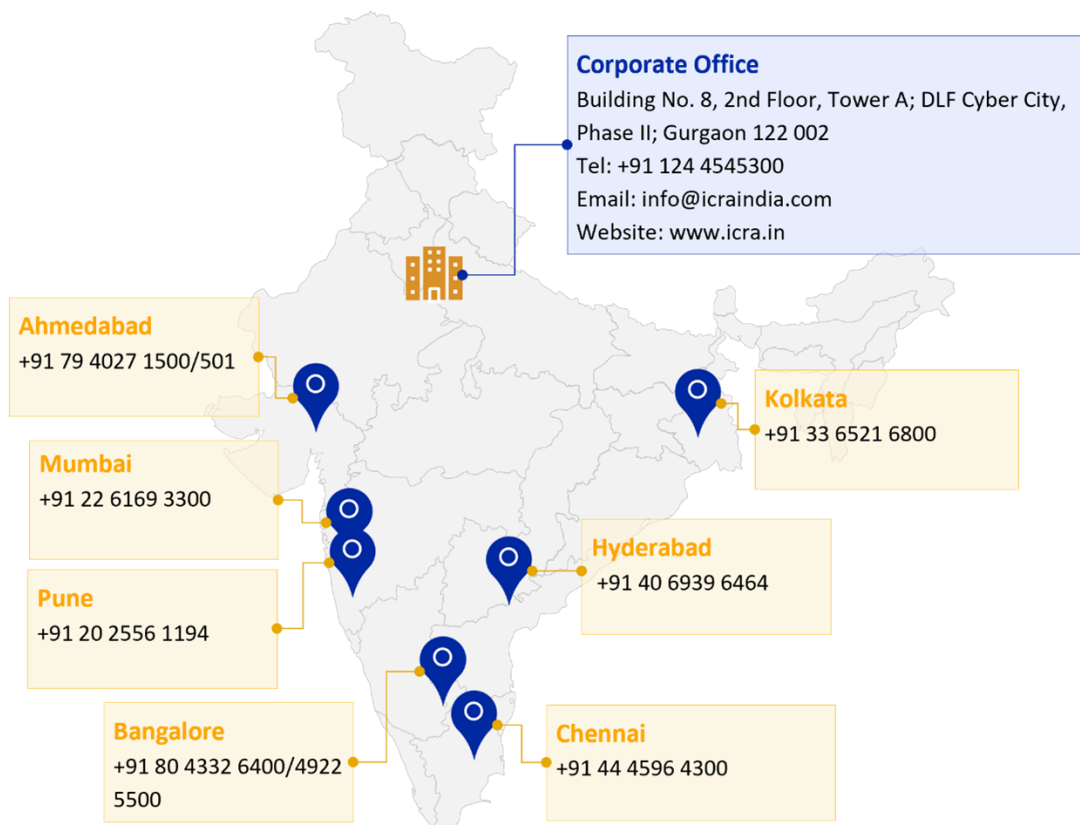 Corporate Office
Building No. 8, 2nd Floor, Tower A; DLF Cyber City,
Phase II; Gurgaon 122 002
Tel: +91 124 4545300
Email: info@icraindia.com
Website: www.icra.in
Ahmedabad
+91 79 4027 1500/501
Kolkata
+91 33 6521 6800
Mumbai
+91 22 6169 3300
Hyderabad
+91 40 6939 6464
Pune
+91 20 2556 1194
Bangalore
+91 80 4332 6400/4922
5500
Chennai
+91 44 4596 4300